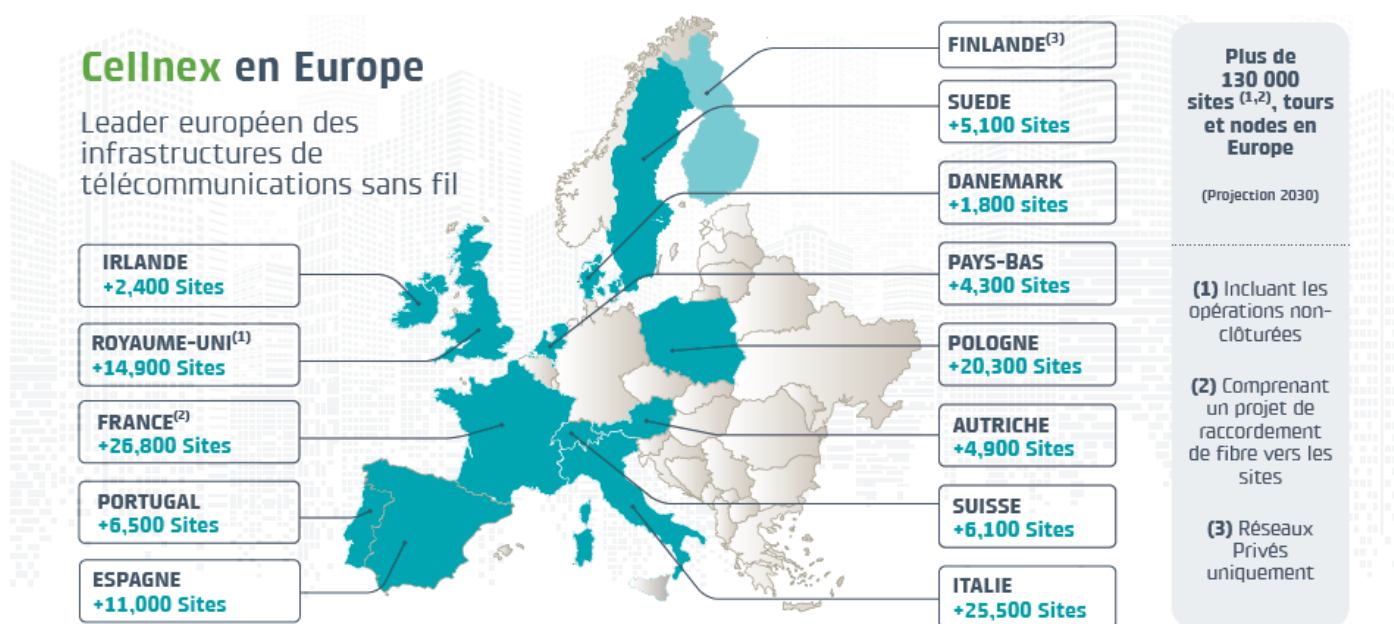 Cellnex en Europe
Leader européen des
infrastructures de
télécommunications sans fil
IRLANDE
+2,400 Sites
ROYAUME-UNI(1)
+14,900 Sites
FRANCE(2)
+26,800 Sites
PORTUGAL
+6,500 Sites
ESPAGNE
+11,000 Sites
FINLANDE(3)
SUEDE
+5,100 Sites
DANEMARK
+1,800 sites
PAYS-BAS
+4,300 Sites
POLOGNE
+20,300 Sites
AUTRICHE
+4,900 Sites
SUISSE
+6,100 Sites
ITALIE
+25,500 Sites
Plus de
130 000
sites (1,2), tours
et nodes en
Europe
(Projection 2030)
(1) Incluant les
opérations non-
clôturées
(2) Comprenant
un projet de
raccordement
de fibre vers les
sites
(3) Réseaux
Privés
uniquement